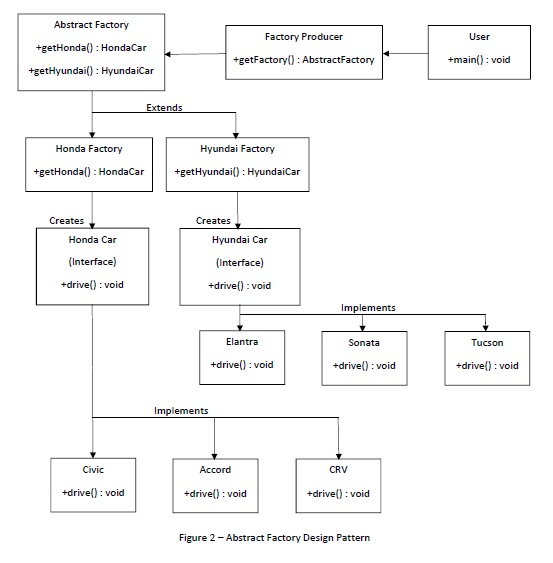 Abstract Factory
+getHonda() : HondaCar
+getHyundai() : HyundaiCar
Factory Producer
+getFactory() : AbstractFactory
User
+main() : void
Extends
Honda Factory
+getHonda() : HondaCar
Hyundai Factory
+getHyundai() : HyundaiCar
Creates
Creates
Honda Car
(Interface)
+drive() : void
Hyundai Car
(Interface)
+drive() : void
Implements
Elantra
+drive() : void
Sonata
+drive() : void
Tucson
+drive() : void
Implements
Civic
+drive() : void
Accord
+drive() : void
CRV
+drive() : void
Figure 2 – Abstract Factory Design Pattern